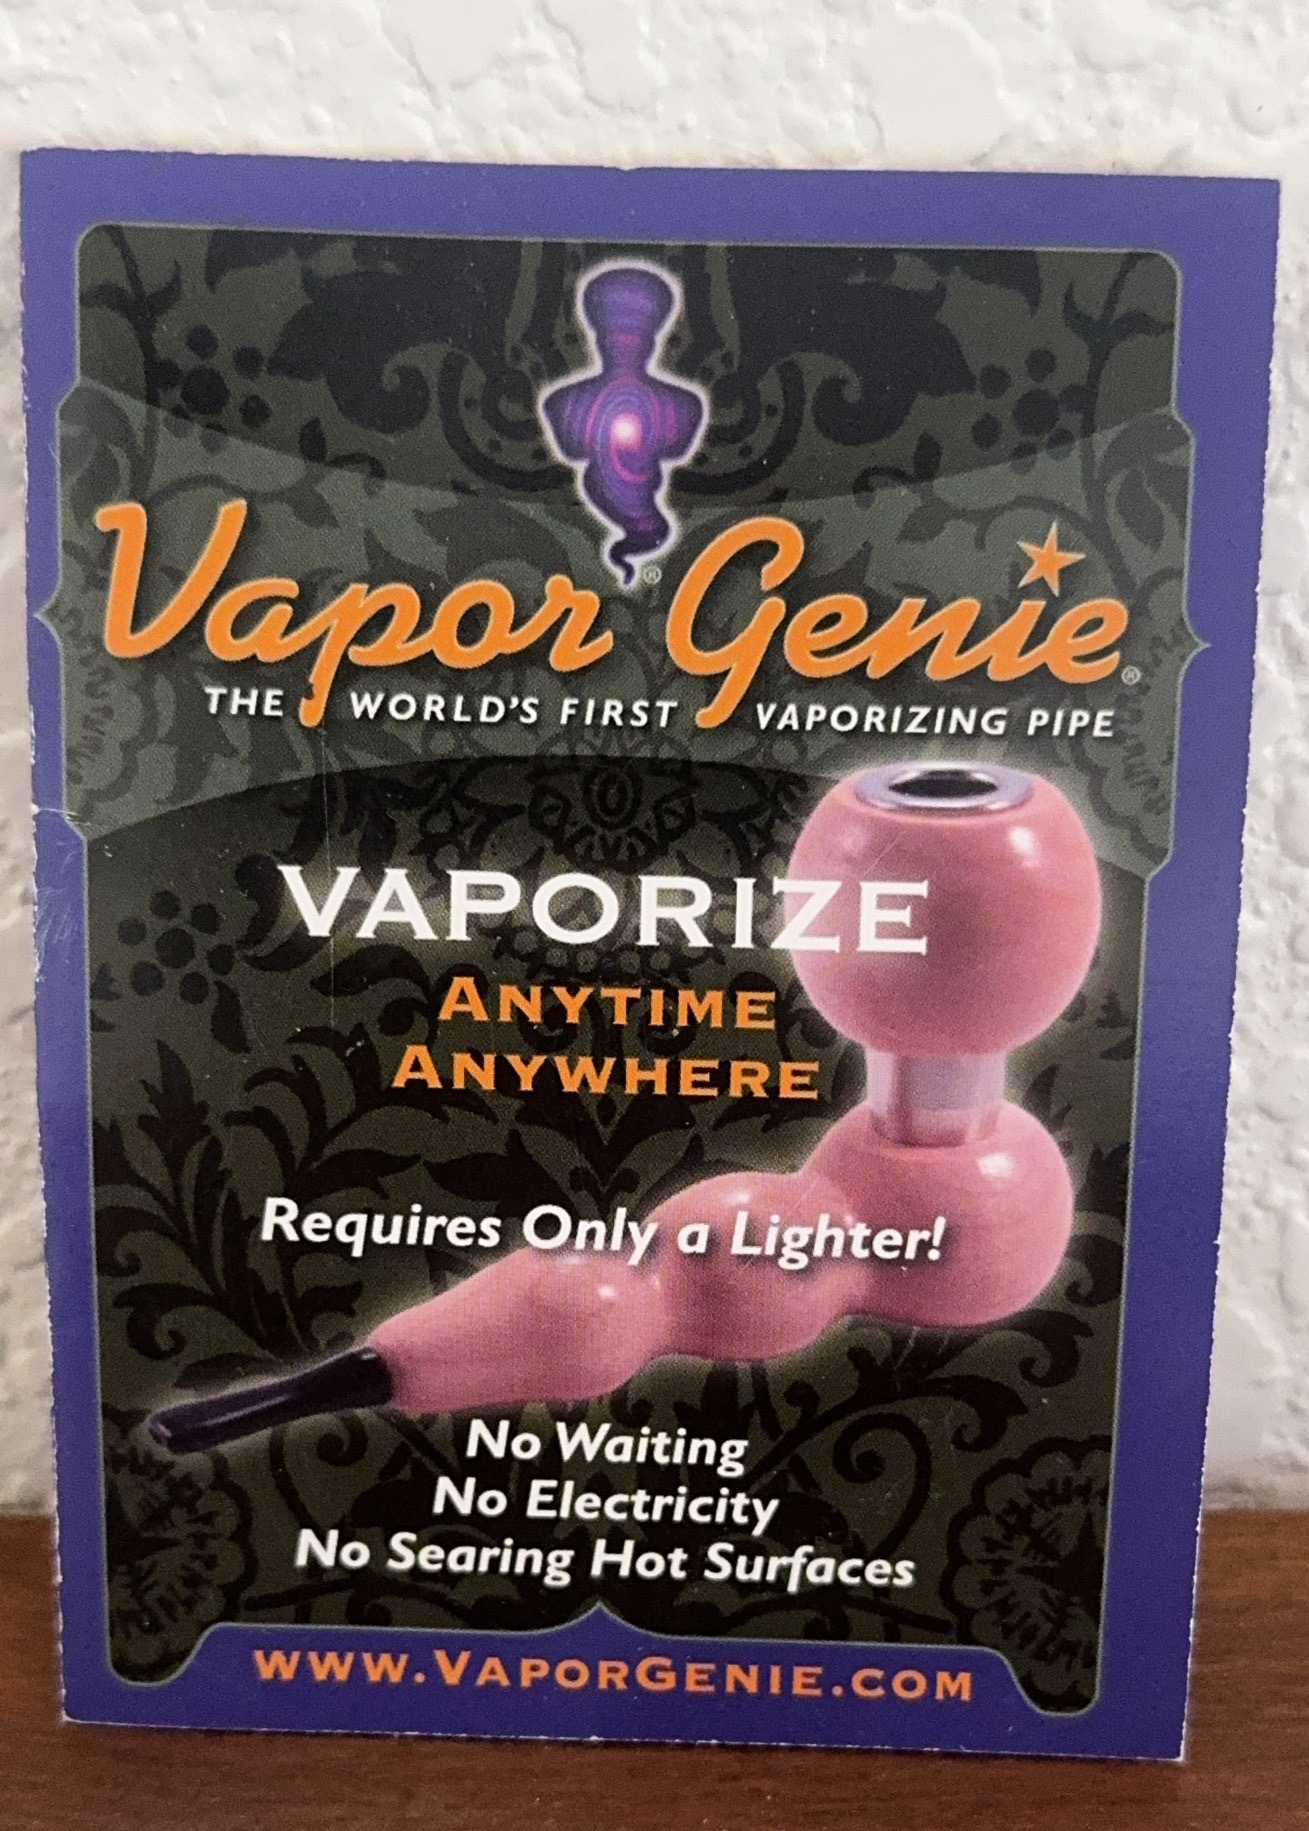 Vapor Genie®
THE WORLD'S FIRST VAPORIZING PIPE
VAPORIZE
ANYTIME
ANYWHERE
Requires Only a Lighter!
No Waiting
No Electricity
No Searing Hot Surfaces
WWW.VAPORGENIE.COM